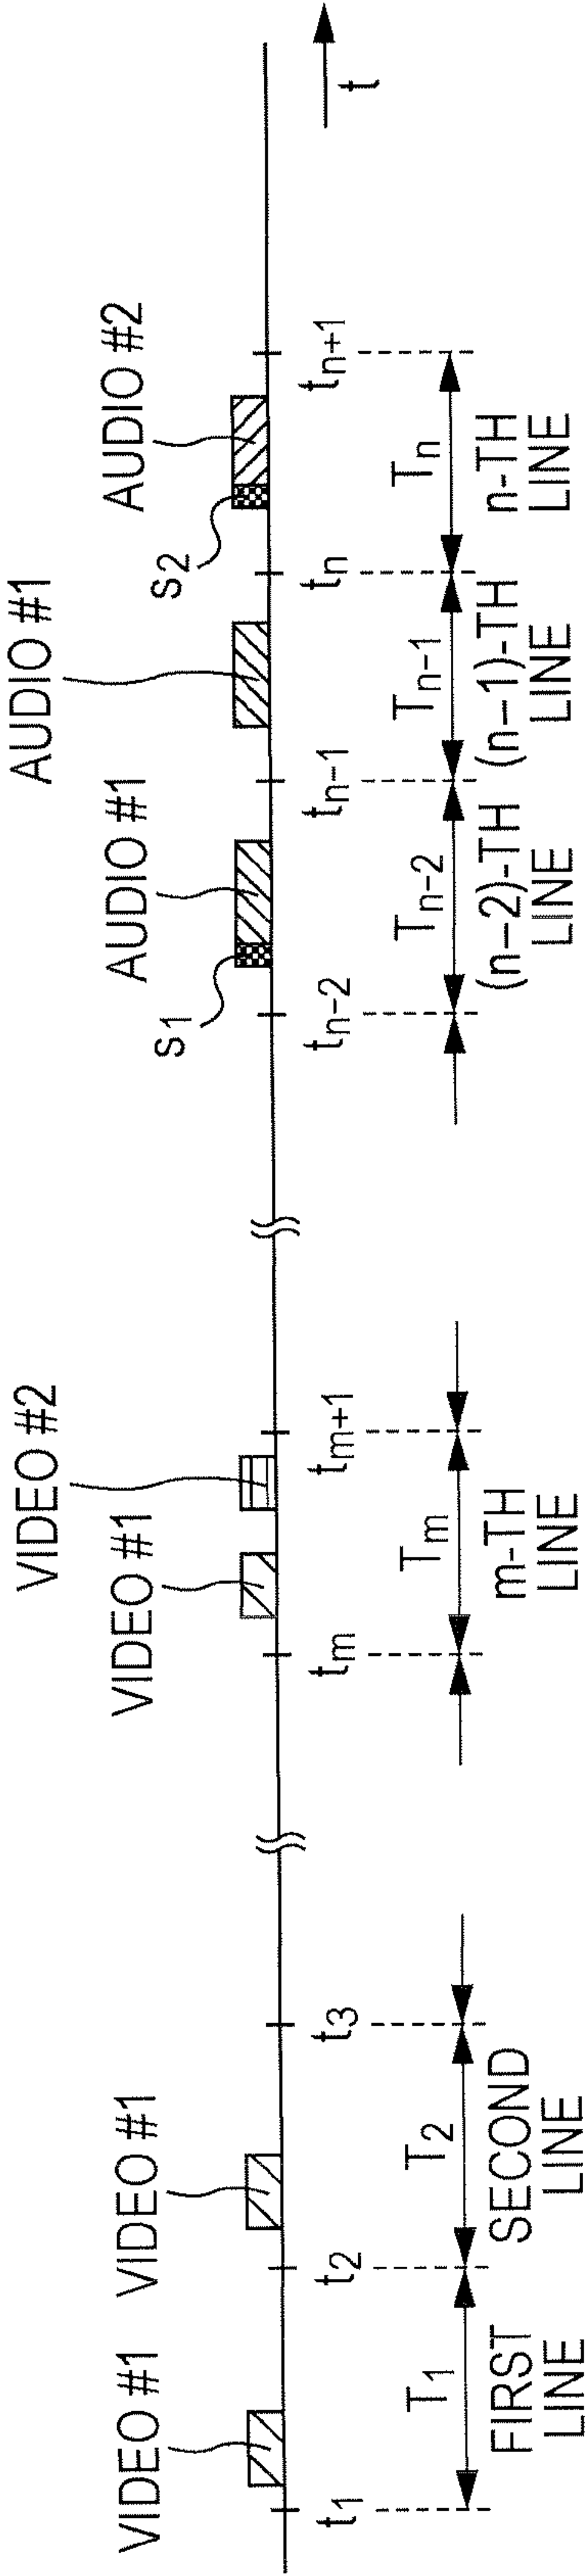 VIDEO #1
VIDEO #1
VIDEO #1
VIDEO #2
AUDIO #1
AUDIO #1
AUDIO #2
s1
s2
t1
t2
t3
tm
tm+1
tn−2
tn−1
tn
tn+1
t
T1
T2
Tm
Tn−2
Tn−1
Tn
FIRST
LINE
SECOND
LINE
m-TH
LINE
(n−2)-TH
LINE
(n−1)-TH
LINE
n-TH
LINE